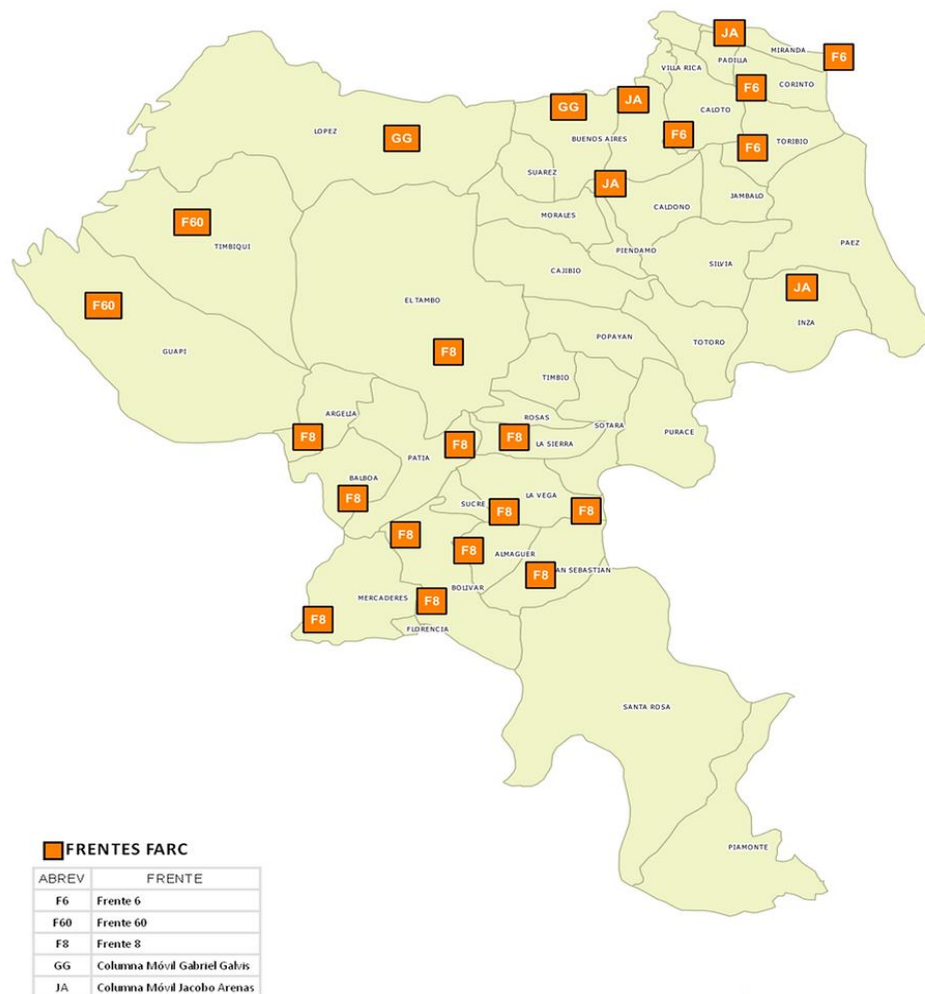 JA
MIRANDA
F6
PADILLA
VILLA RICA
CORINTO
F6
JA
GG
CALOTO
LOPEZ
GG
BUENOS AIRES
F6
TORIBIO
F6
SUAREZ
JA
JAMBALO
CALDONO
MORALES
F60
TIMBIQUI
PAEZ
PIENDAMO
SILVIA
CAJIBIO
JA
F60
EL TAMBO
INZA
POPAYAN
TOTORO
GUAPI
F8
TIMBIO
ARGELIA
ROSAS
SOTARA
PURACE
F8
F8
F8
LA SIERRA
PATIA
BALBOA
F8
LA VEGA
SUCRE
F8
F8
F8
F8
ALMAGUER
F8
AN SEBASTIAN
BOLIVAR
MERCADERES
F8
F8
FLORENCIA
SANTA ROSA
PIAMONTE
FRENTES FARC
ABREV FRENTE
F6 Frente 6
F60 Frente 60
F8 Frente 8
GG Columna Móvil Gabriel Galvis
JA Columna Móvil Jacobo Arenas